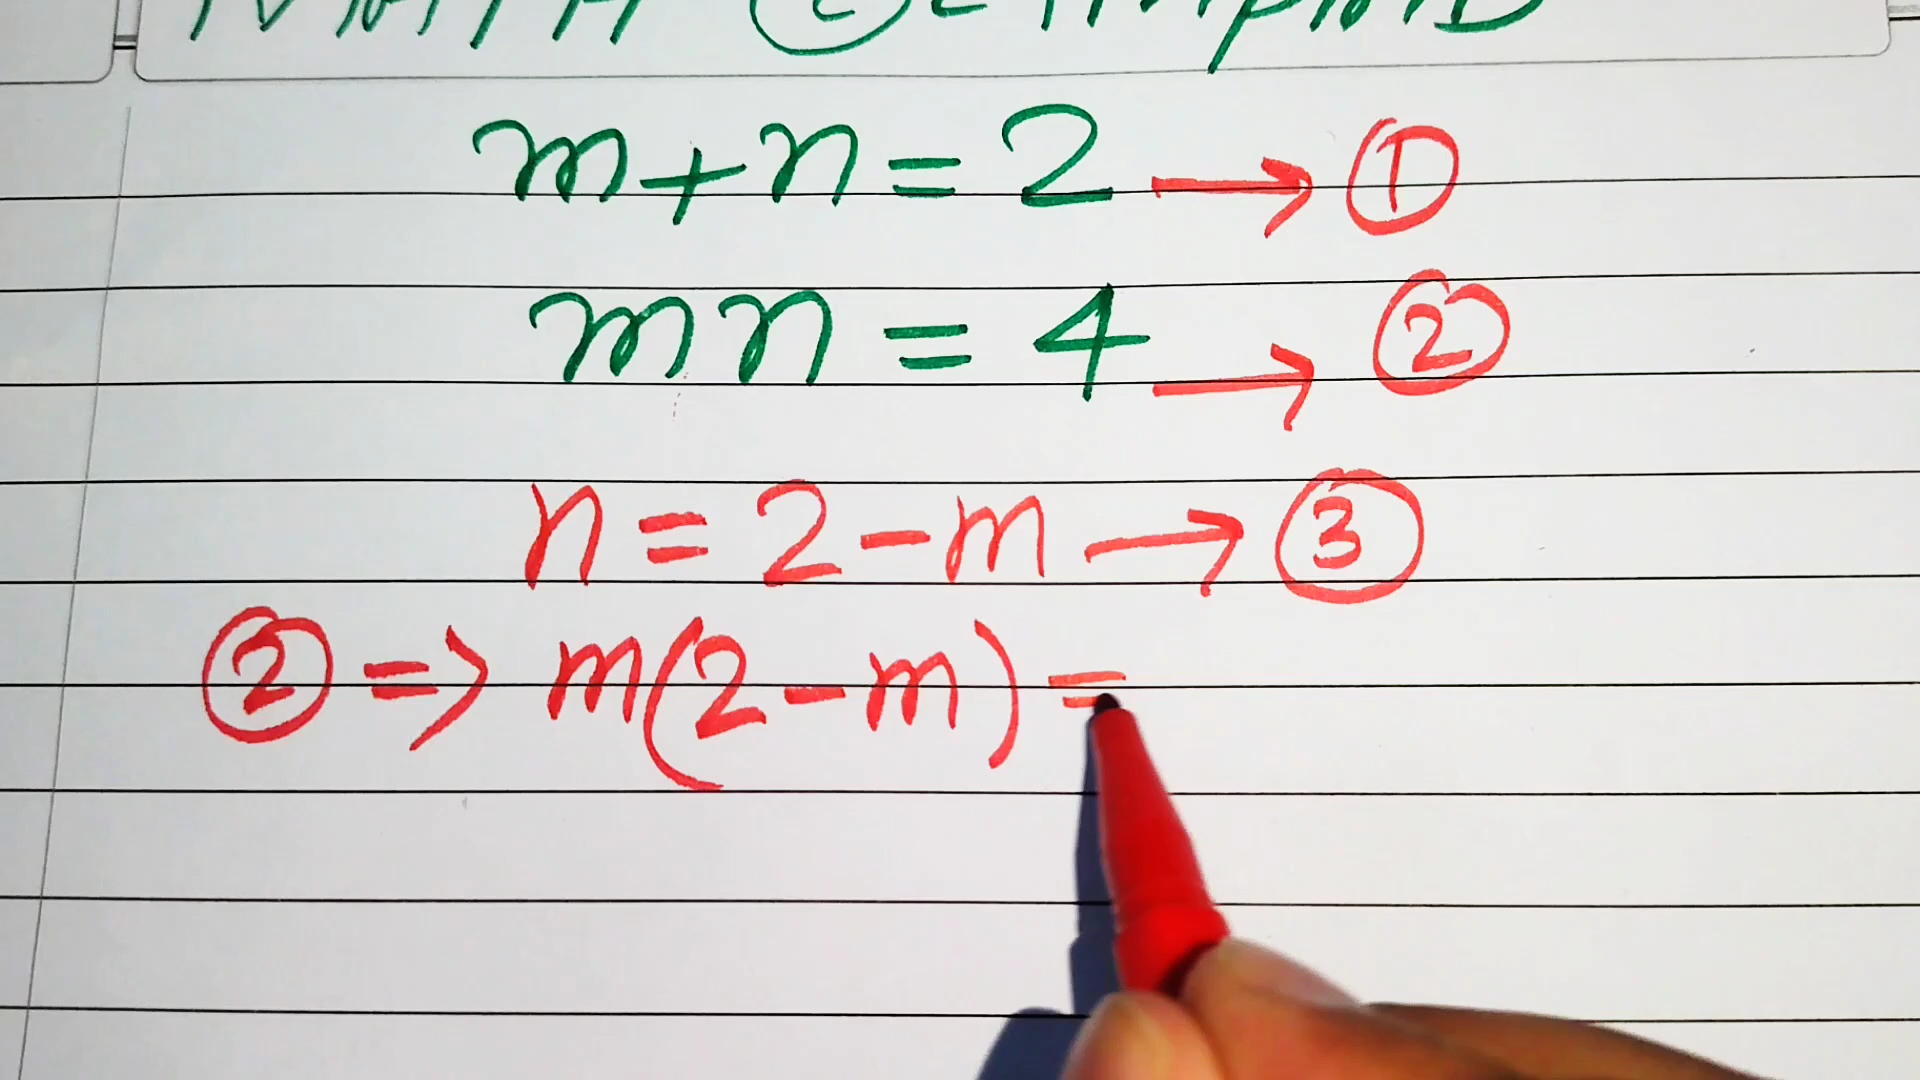 m+n=2 → ①
mn = 4 → ②
n = 2-m → ③
② => m(2-m) =